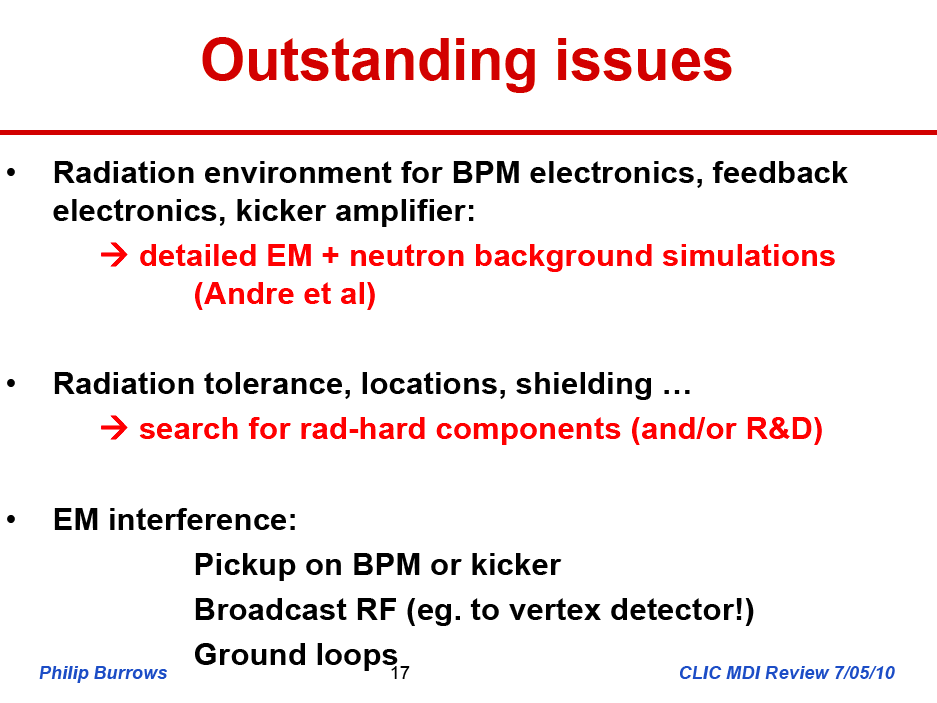 Outstanding issues
• Radiation environment for BPM electronics, feedback
electronics, kicker amplifier:
→ detailed EM + neutron background simulations
(Andre et al)
• Radiation tolerance, locations, shielding …
→ search for rad-hard components (and/or R&D)
• EM interference:
Pickup on BPM or kicker
Broadcast RF (eg. to vertex detector!)
Ground loops
Philip Burrows 17 CLIC MDI Review 7/05/10